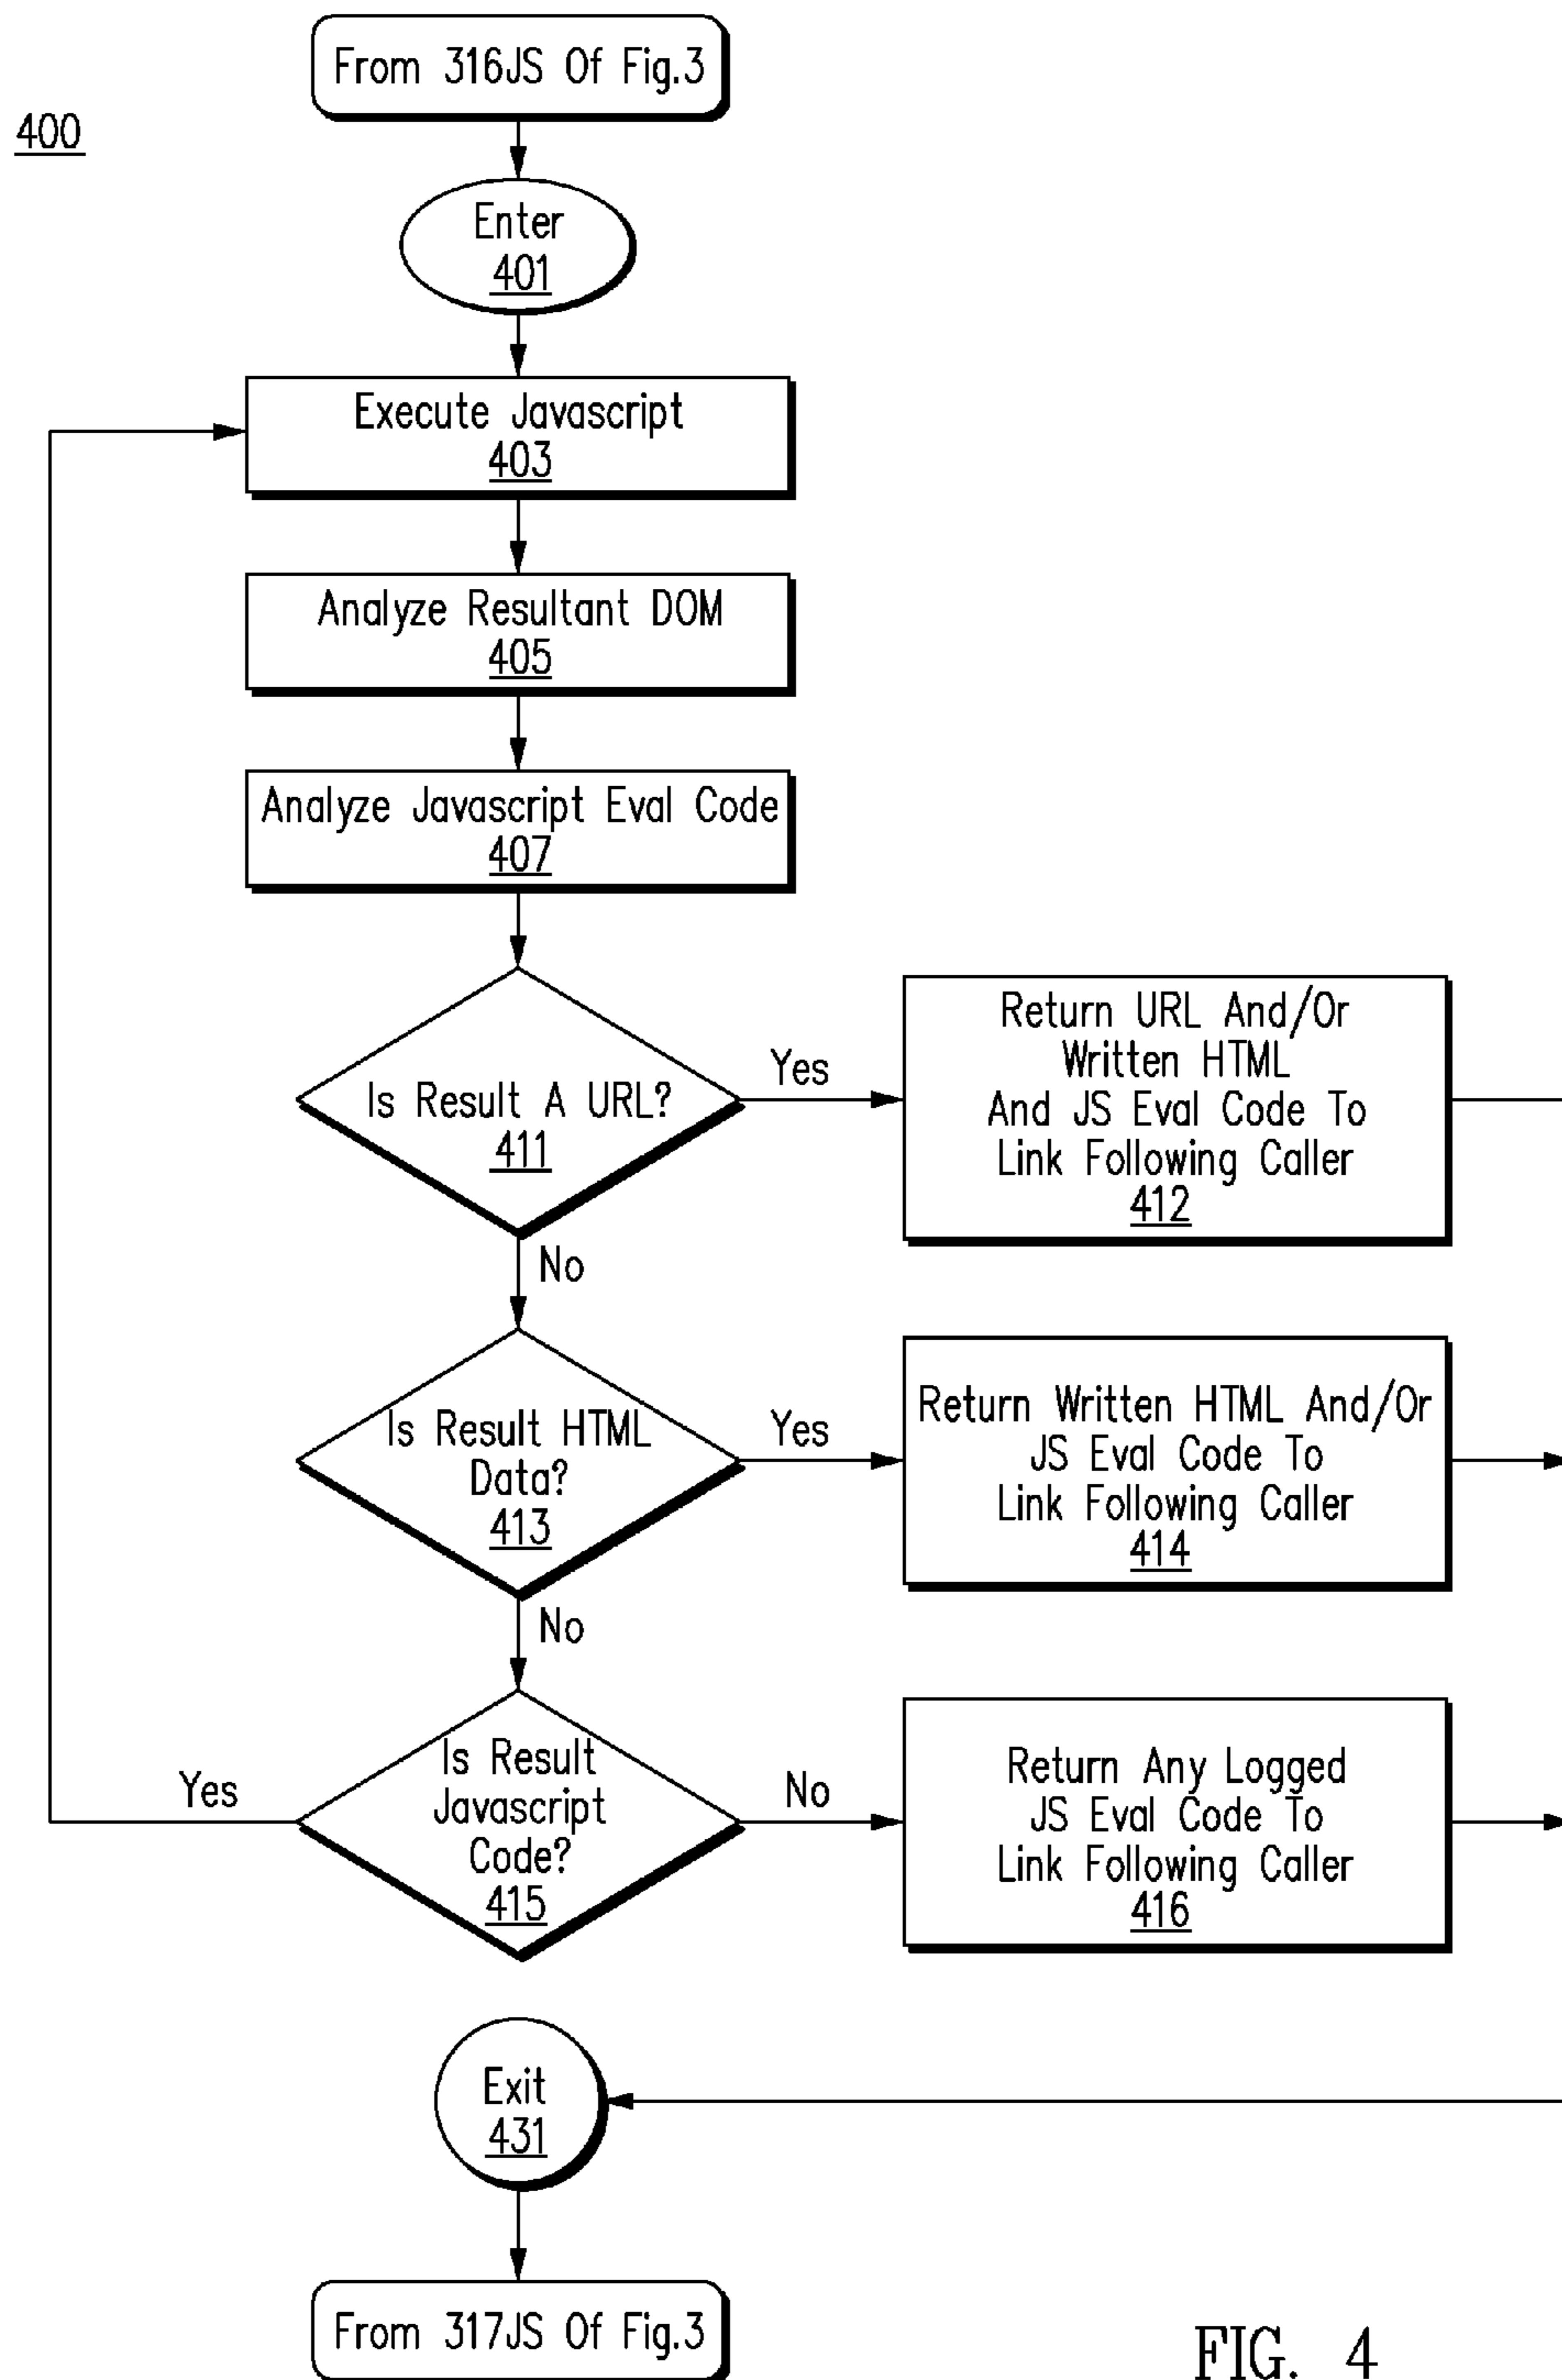 From 316JS Of Fig.3
400
Enter
401
Execute Javascript
403
Analyze Resultant DOM
405
Analyze Javascript Eval Code
407
Is Result A URL?
411
Yes
Return URL And/Or
Written HTML
And JS Eval Code To
Link Following Caller
412
No
Is Result HTML
Data?
413
Yes
Return Written HTML And/Or
JS Eval Code To
Link Following Caller
414
No
Yes
Is Result
Javascript
Code?
415
No
Return Any Logged
JS Eval Code To
Link Following Caller
416
Exit
431
From 317JS Of Fig.3
FIG. 4